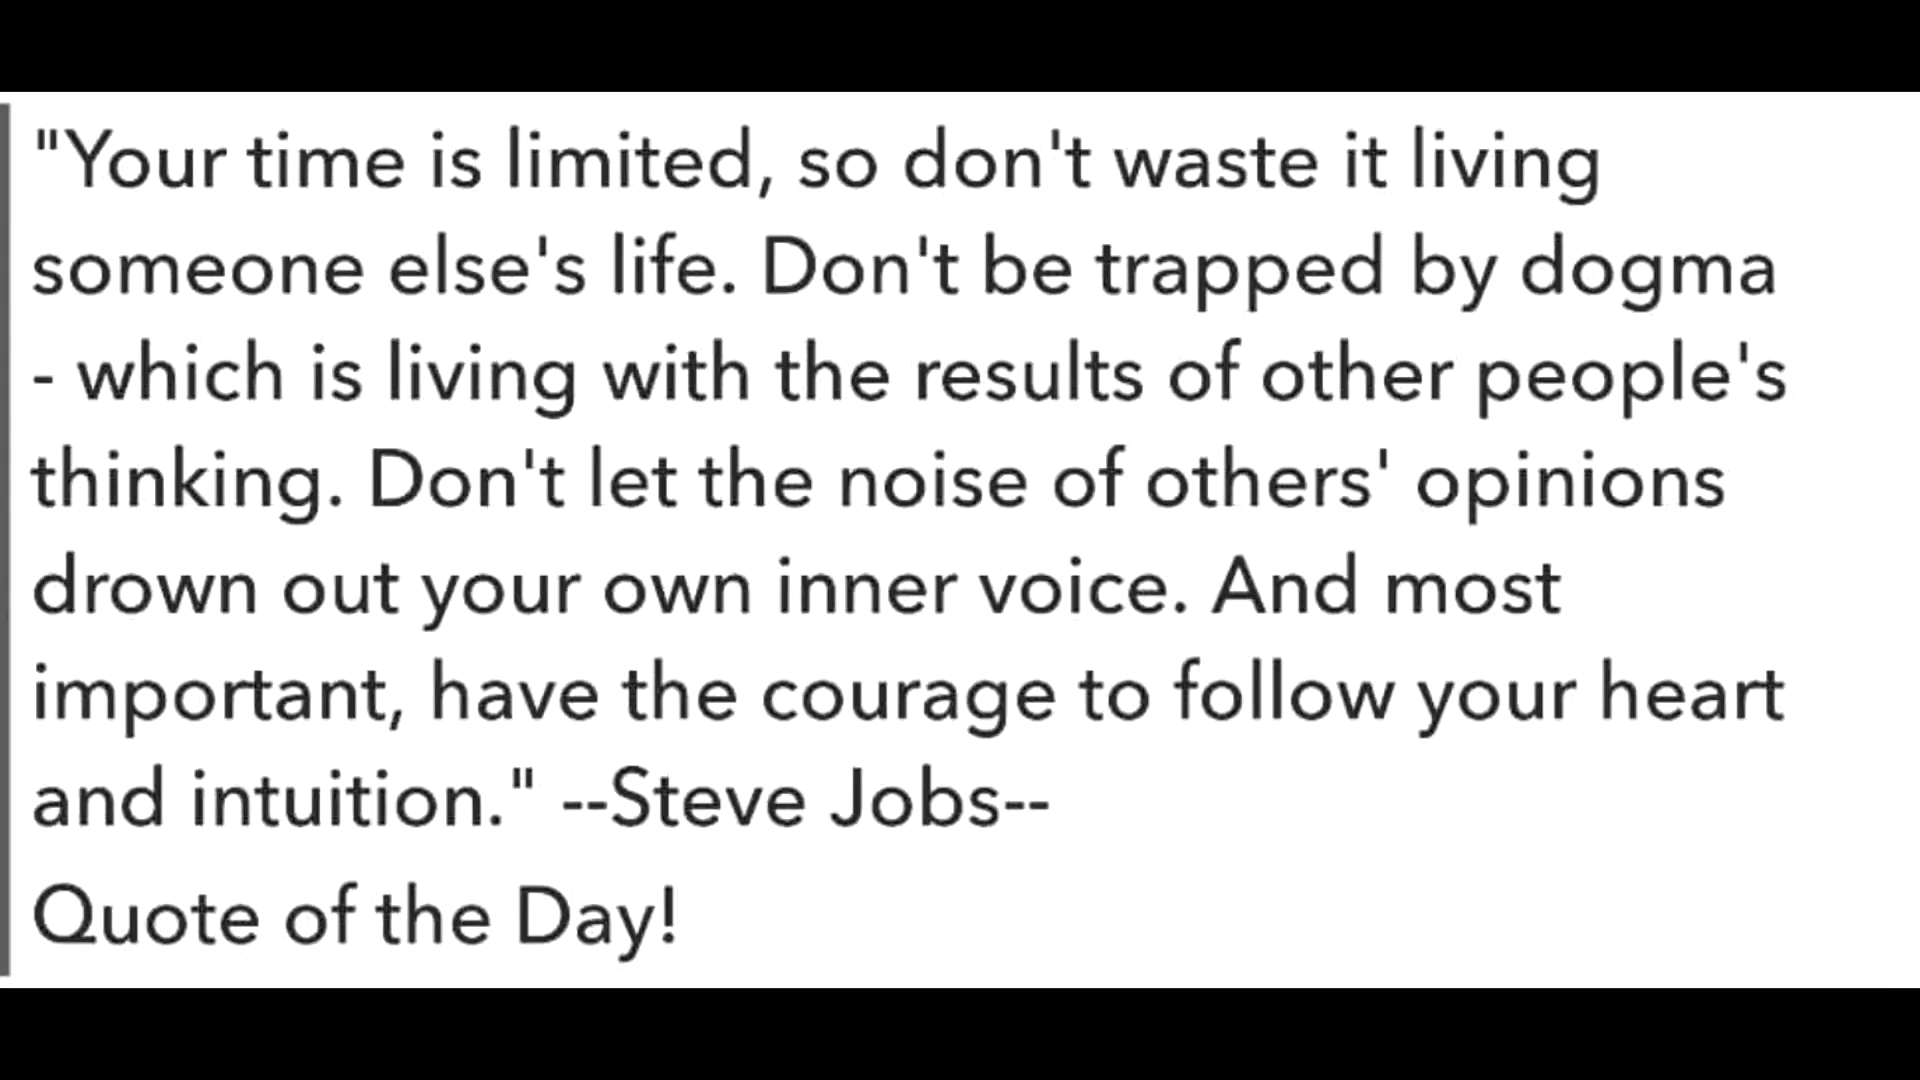 "Your time is limited, so don't waste it living
someone else's life. Don't be trapped by dogma
- which is living with the results of other people's
thinking. Don't let the noise of others' opinions
drown out your own inner voice. And most
important, have the courage to follow your heart
and intuition." --Steve Jobs--
Quote of the Day!